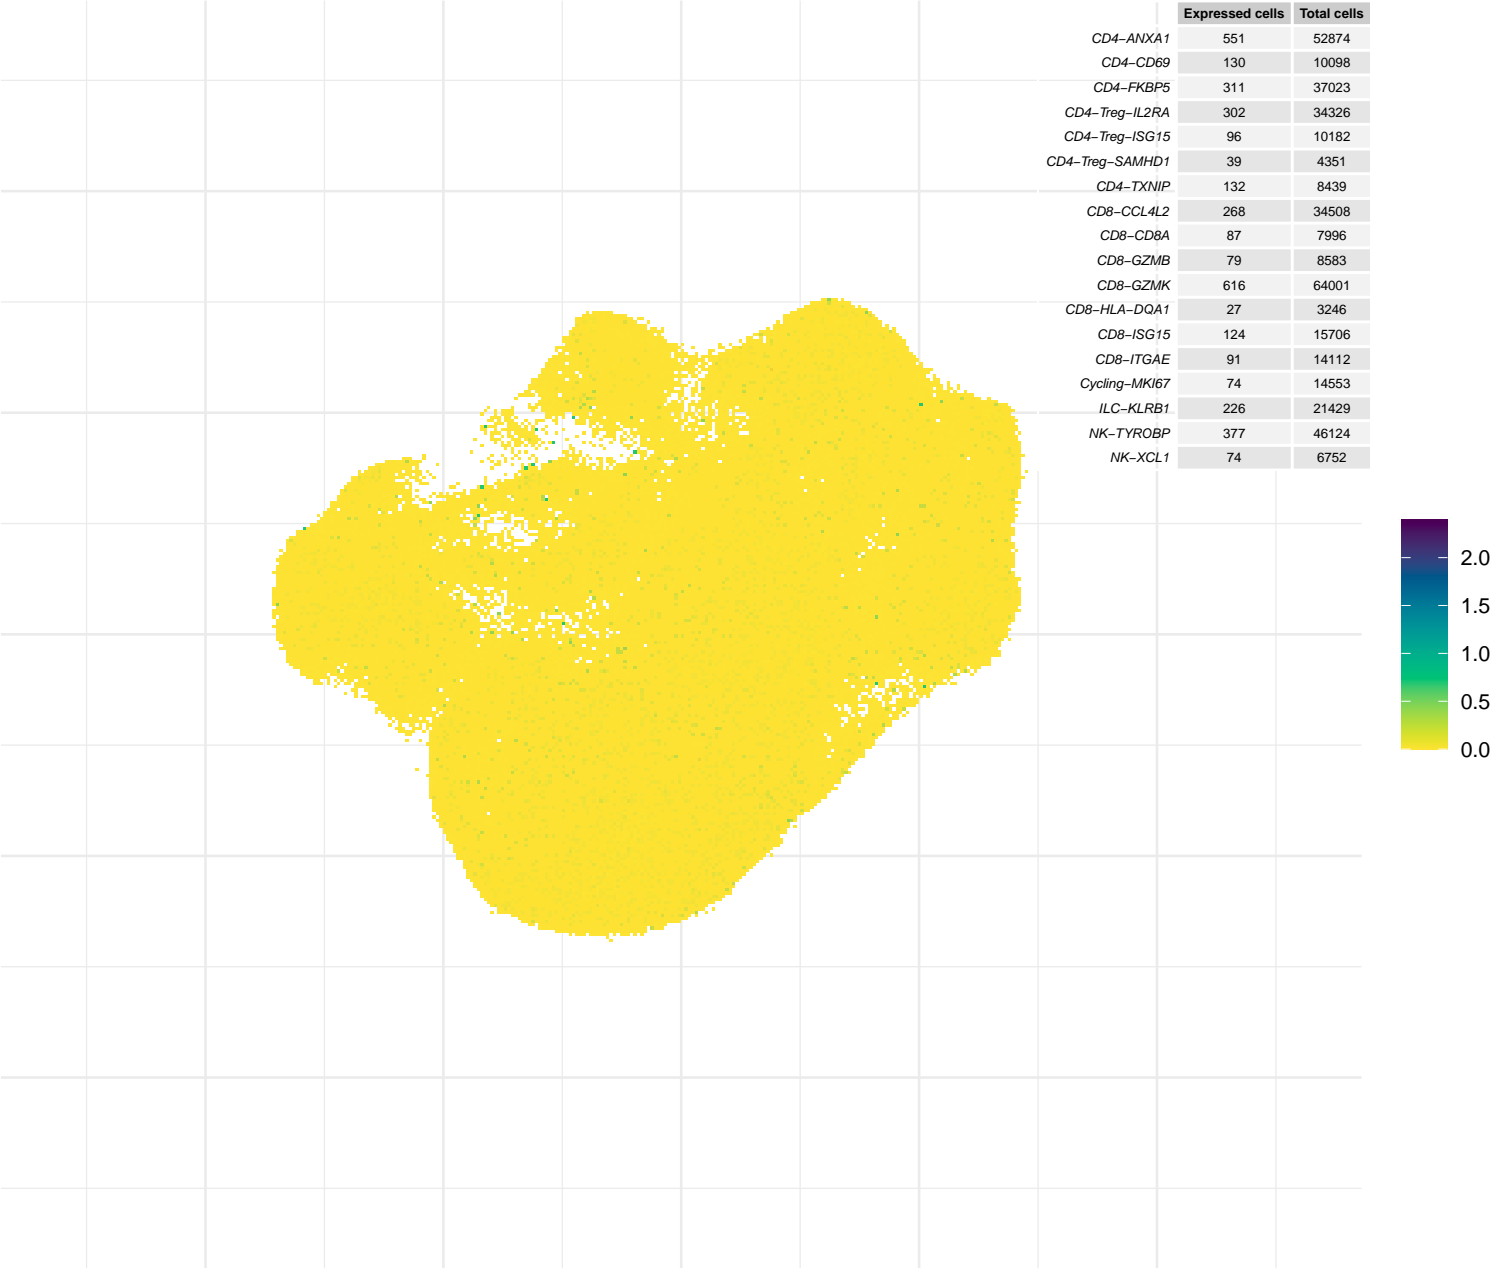 Expressed cells Total cells
CD4−ANXA1 551 52874
CD4−CD69 130 10098
CD4−FKBP5 311 37023
CD4−Treg−IL2RA 302 34326
CD4−Treg−ISG15 96 10182
CD4−Treg−SAMHD1 39 4351
CD4−TXNIP 132 8439
CD8−CCL4L2 268 34508
CD8−CD8A 87 7996
CD8−GZMB 79 8583
CD8−GZMK 616 64001
CD8−HLA−DQA1 27 3246
CD8−ISG15 124 15706
CD8−ITGAE 91 14112
Cycling−MKI67 74 14553
ILC−KLRB1 226 21429
NK−TYROBP 377 46124
NK−XCL1 74 6752
2.0
1.5
1.0
0.5
0.0